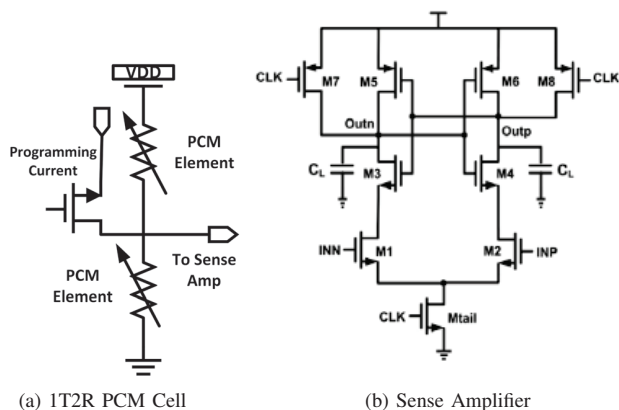 VDD
PCM
Element
Programming
Current
PCM
Element
To Sense
Amp
(a) 1T2R PCM Cell
CLK
M7
M5
M6
M8
CLK
Outn
Outp
CL
M3
M4
CL
INN
M1
M2
INP
CLK
Mtail
(b) Sense Amplifier